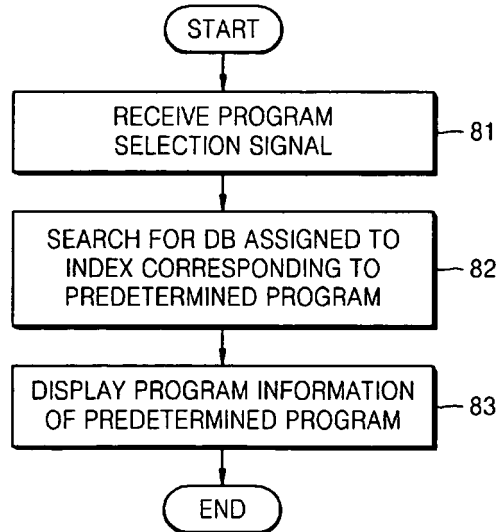 START
RECEIVE PROGRAM
SELECTION SIGNAL
81
SEARCH FOR DB ASSIGNED TO
INDEX CORRESPONDING TO
PREDETERMINED PROGRAM
82
DISPLAY PROGRAM INFORMATION
OF PREDETERMINED PROGRAM
83
END